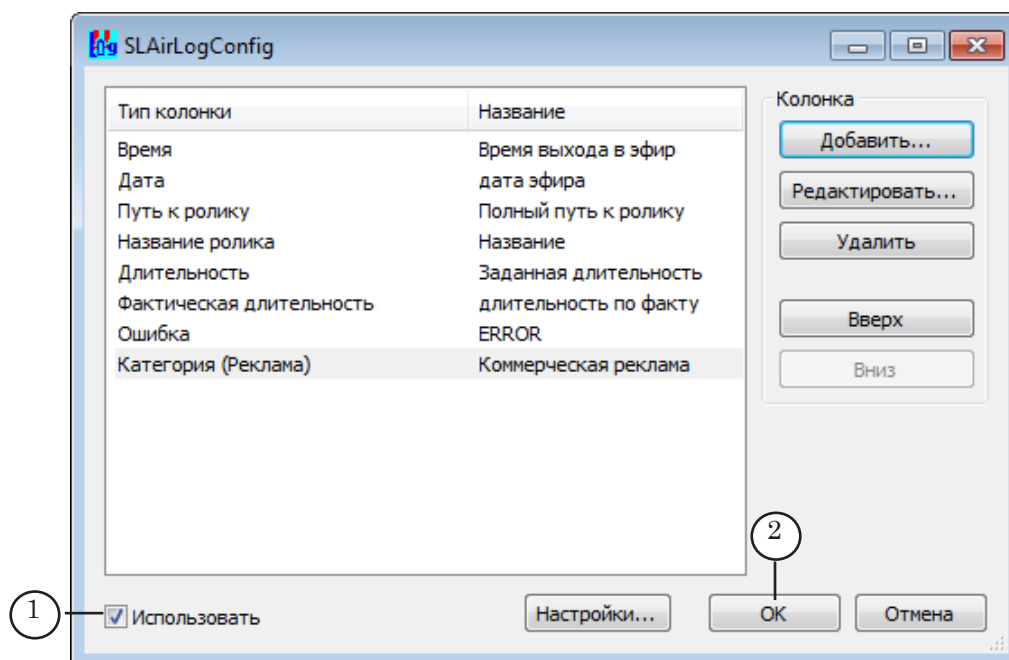 SLAirLogConfig
Тип колонки Название
Время Время выхода в эфир
Дата дата эфира
Путь к ролику Полный путь к ролику
Название ролика Название
Длительность Заданная длительность
Фактическая длительность длительность по факту
Ошибка ERROR
Категория (Реклама) Коммерческая реклама
Колонка
Добавить...
Редактировать...
Удалить
Вверх
Вниз
2
1
Использовать Настройки... OK Отмена